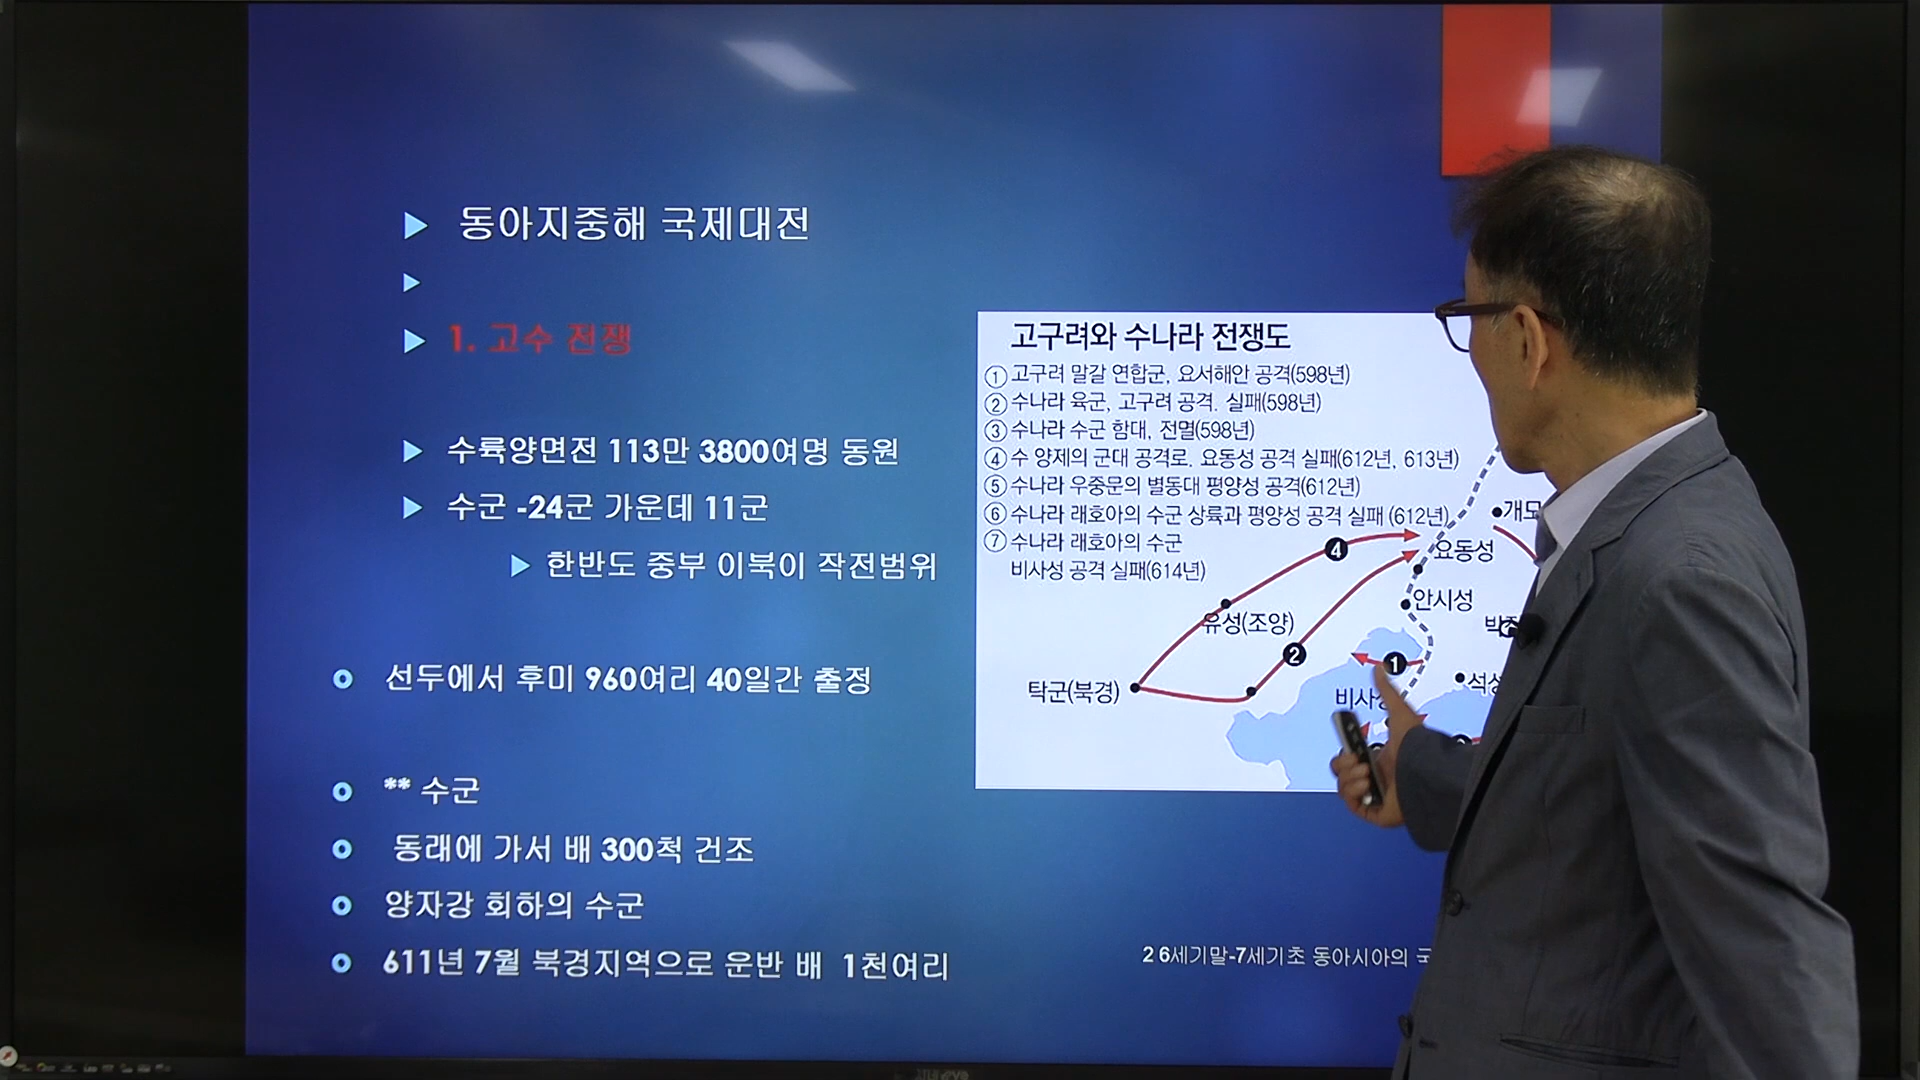 동아지중해 국제대전
1. 고수 전쟁
수륙양면전 113만 3800여명 동원
수군 -24군 가운데 11군
한반도 중부 이북이 작전범위
선두에서 후미 960여리 40일간 출정
** 수군
동래에 가서 배 300척 건조
양자강 회하의 수군
611년 7월 북경지역으로 운반 배 1천여리
고구려와 수나라 전쟁도
① 고구려 말갈 연합군, 요서해안 공격(598년)
② 수나라 육군, 고구려 공격. 실패(598년)
③ 수나라 수군 함대, 전멸(598년)
④ 수 양제의 군대 공격로. 요동성 공격 실패(612년, 613년)
⑤ 수나라 우중문의 별동대 평양성 공격(612년)
⑥ 수나라 래호아의 수군 상륙과 평양성 공격 실패 (612년)
⑦ 수나라 래호아의 수군
비사성 공격 실패(614년)
개모
4
요동성
안시성
유성(조양)
2
1
탁군(북경)
비사성
석성
2 6세기말-7세기초 동아시아의 국